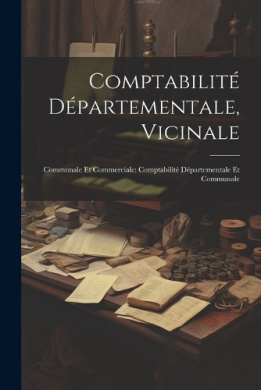 Comptabilité
Départementale,
Vicinale
Communale Et Commerciale: Comptabilité Départementale Et
Communale